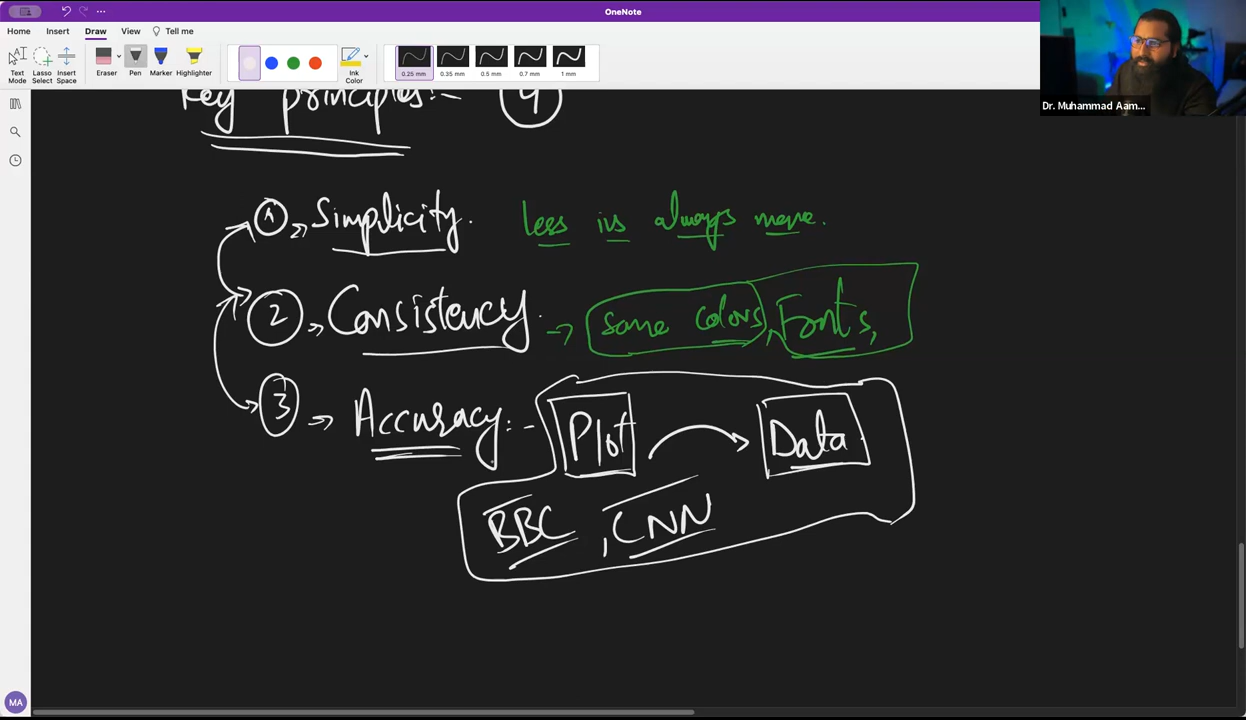 OneNote
Home Insert Draw View Tell me
Text Mode Lasso Select Insert Space Eraser Pen Marker Highlighter Ink Color 0.25 mm 0.35 mm 0.5 mm 0.7 mm 1 mm
Dr. Muhammad Aam...
Key principles:- 4
1 => Simplicity. less is always more.
2 => Consistency. -> same colors, Fonts,
3 => Accuracy:- Plot Data
BBC, CNN
MA